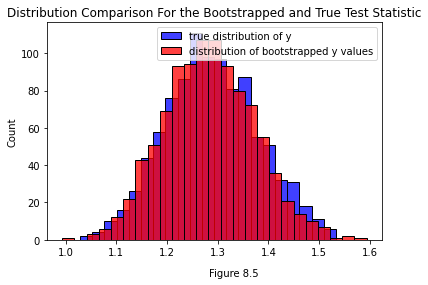 Distribution Comparison For the Bootstrapped and True Test Statistic
true distribution of y
distribution of bootstrapped y values
Count
100
80
60
40
20
0
1.0 1.1 1.2 1.3 1.4 1.5 1.6
Figure 8.5